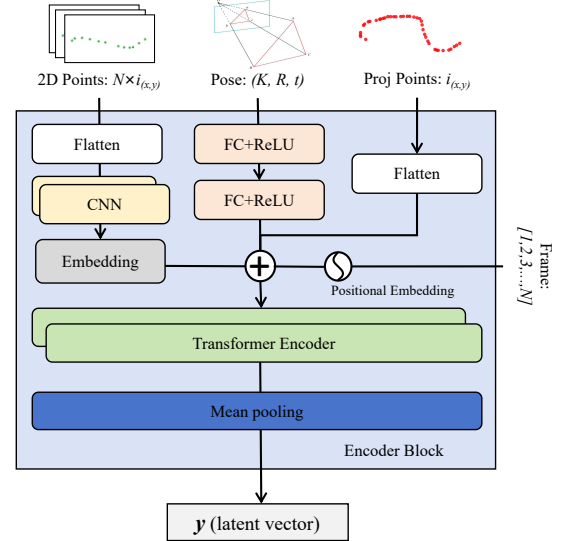 2D Points: N×i(x,y)
Pose: (K, R, t)
Proj Points: i(x,y)
Flatten
FC+ReLU
FC+ReLU
Flatten
CNN
Embedding
Positional Embedding
Frame:
[1,2,3,...,N]
Transformer Encoder
Mean pooling
Encoder Block
y (latent vector)